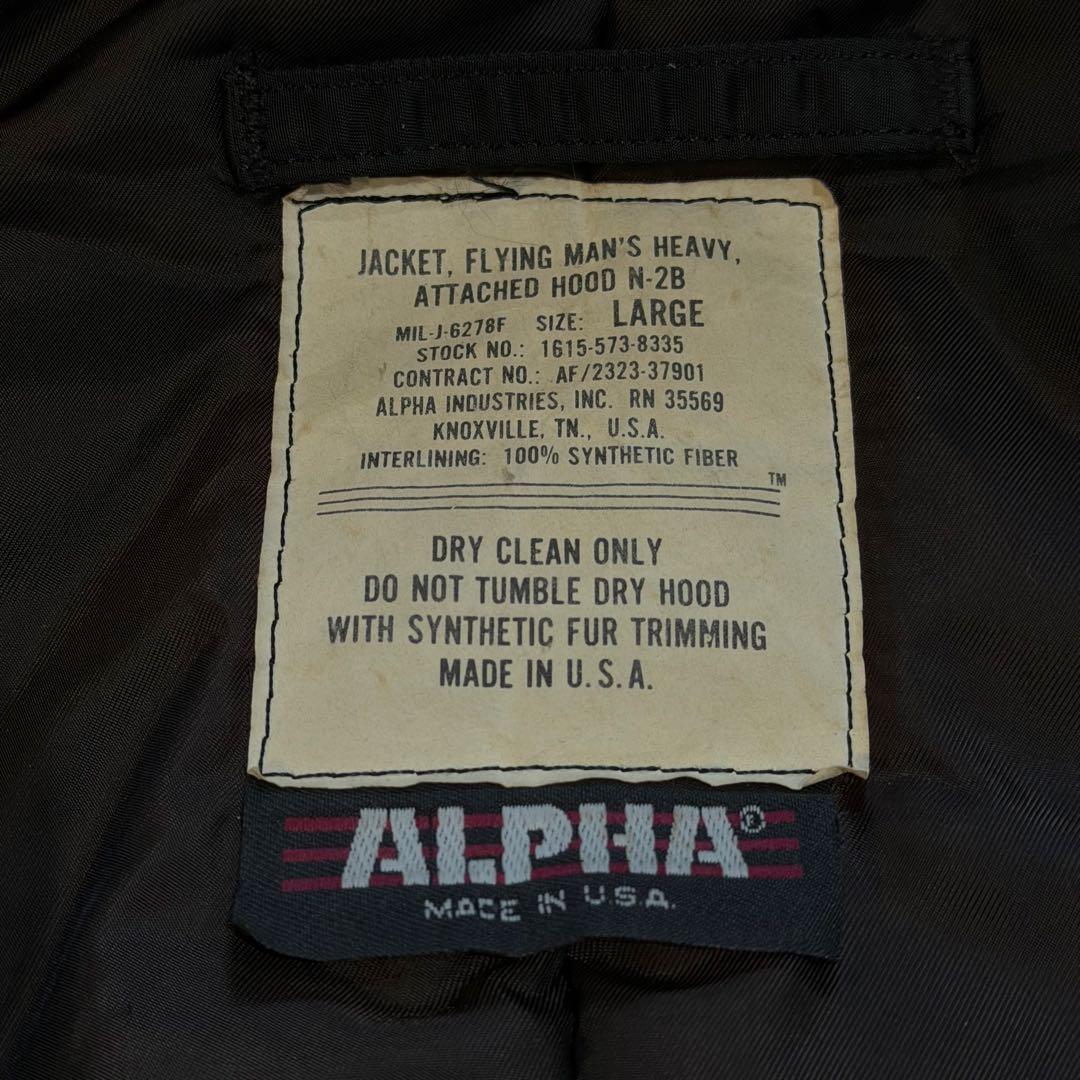 JACKET, FLYING MAN'S HEAVY,
ATTACHED HOOD N-2B
MIL-J-6278F SIZE: LARGE
STOCK NO.: 1615-573-8335
CONTRACT NO.: AF/2323-37901
ALPHA INDUSTRIES, INC. RN 35569
KNOXVILLE, TN., U.S.A.
INTERLINING: 100% SYNTHETIC FIBER
TM
DRY CLEAN ONLY
DO NOT TUMBLE DRY HOOD
WITH SYNTHETIC FUR TRIMMING
MADE IN U.S.A.
ALPHA®
MADE IN U.S.A.